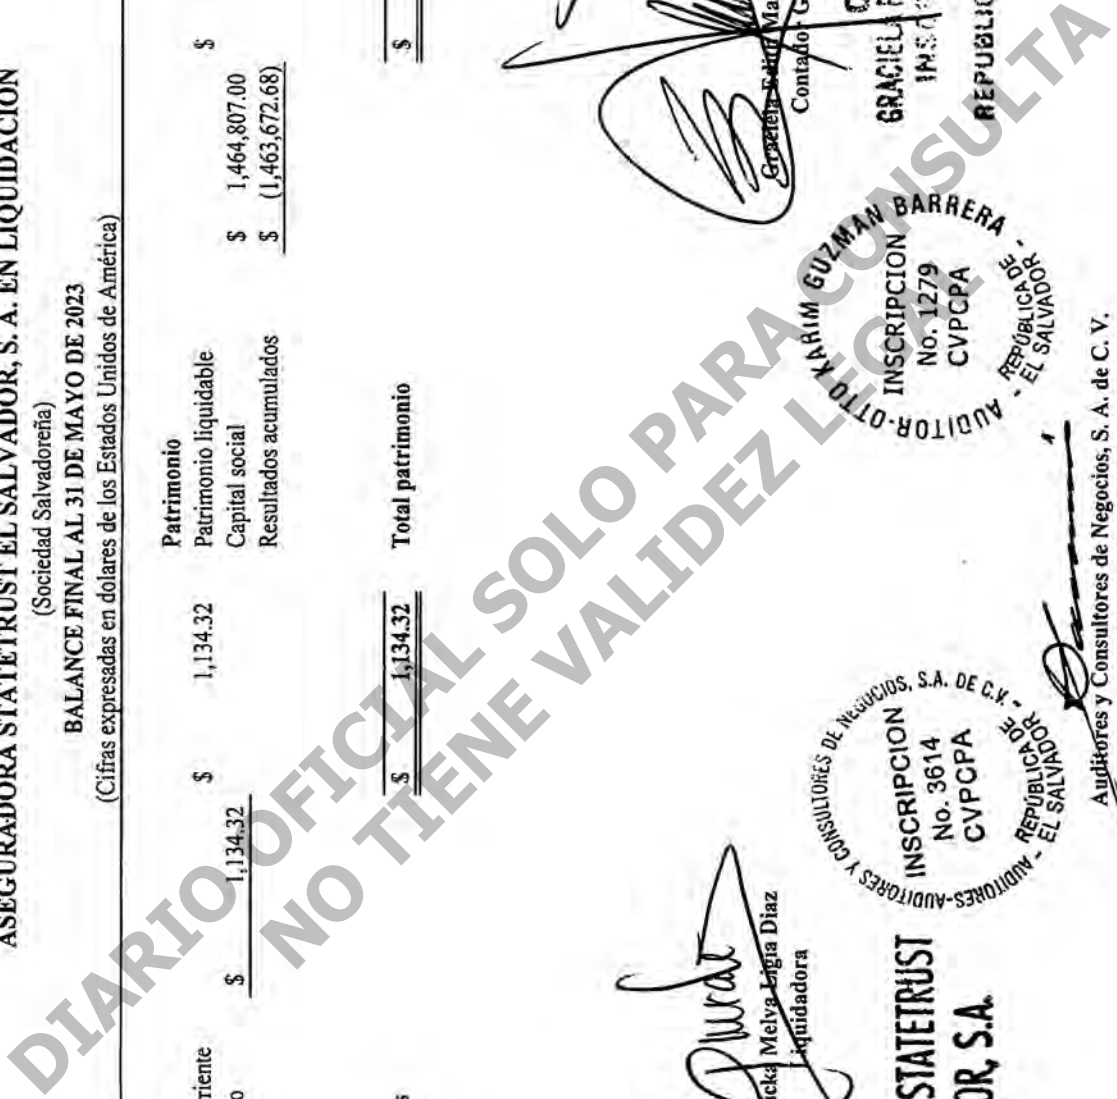 ASEGURADORA STATETRUST EL SALVADOR, S. A. EN LIQUIDACION
(Sociedad Salvadoreña)
BALANCE FINAL AL 31 DE MAYO DE 2023
(Cifras expresadas en dolares de los Estados Unidos de América)
Patrimonio
$ 1,134.32 Patrimonio liquidable $
$ 1,134.32 Capital social $ 1,464,807.00
Resultados acumulados $ (1,463,672.68)
$ 1,134.32 Total patrimonio $
Melva Ligia Diaz
Liquidadora
Graciela Edith
Contador
STATETRUST
S.A.
AUDITORES-AUDITORES Y CONSULTORES DE NEGOCIOS, S.A. DE C.V. -
INSCRIPCION
No. 3614
CVPCPA
REPÚBLICA DE
EL SALVADOR
AUDITOR-OTTO KARIM GUZMAN BARRERA -
INSCRIPCION
No. 1279
CVPCPA
REPÚBLICA DE
EL SALVADOR
Auditores y Consultores de Negocios, S. A. de C. V.
DIARIO OFICIAL SOLO PARA CONSULTA
NO TIENE VALIDEZ LEGAL